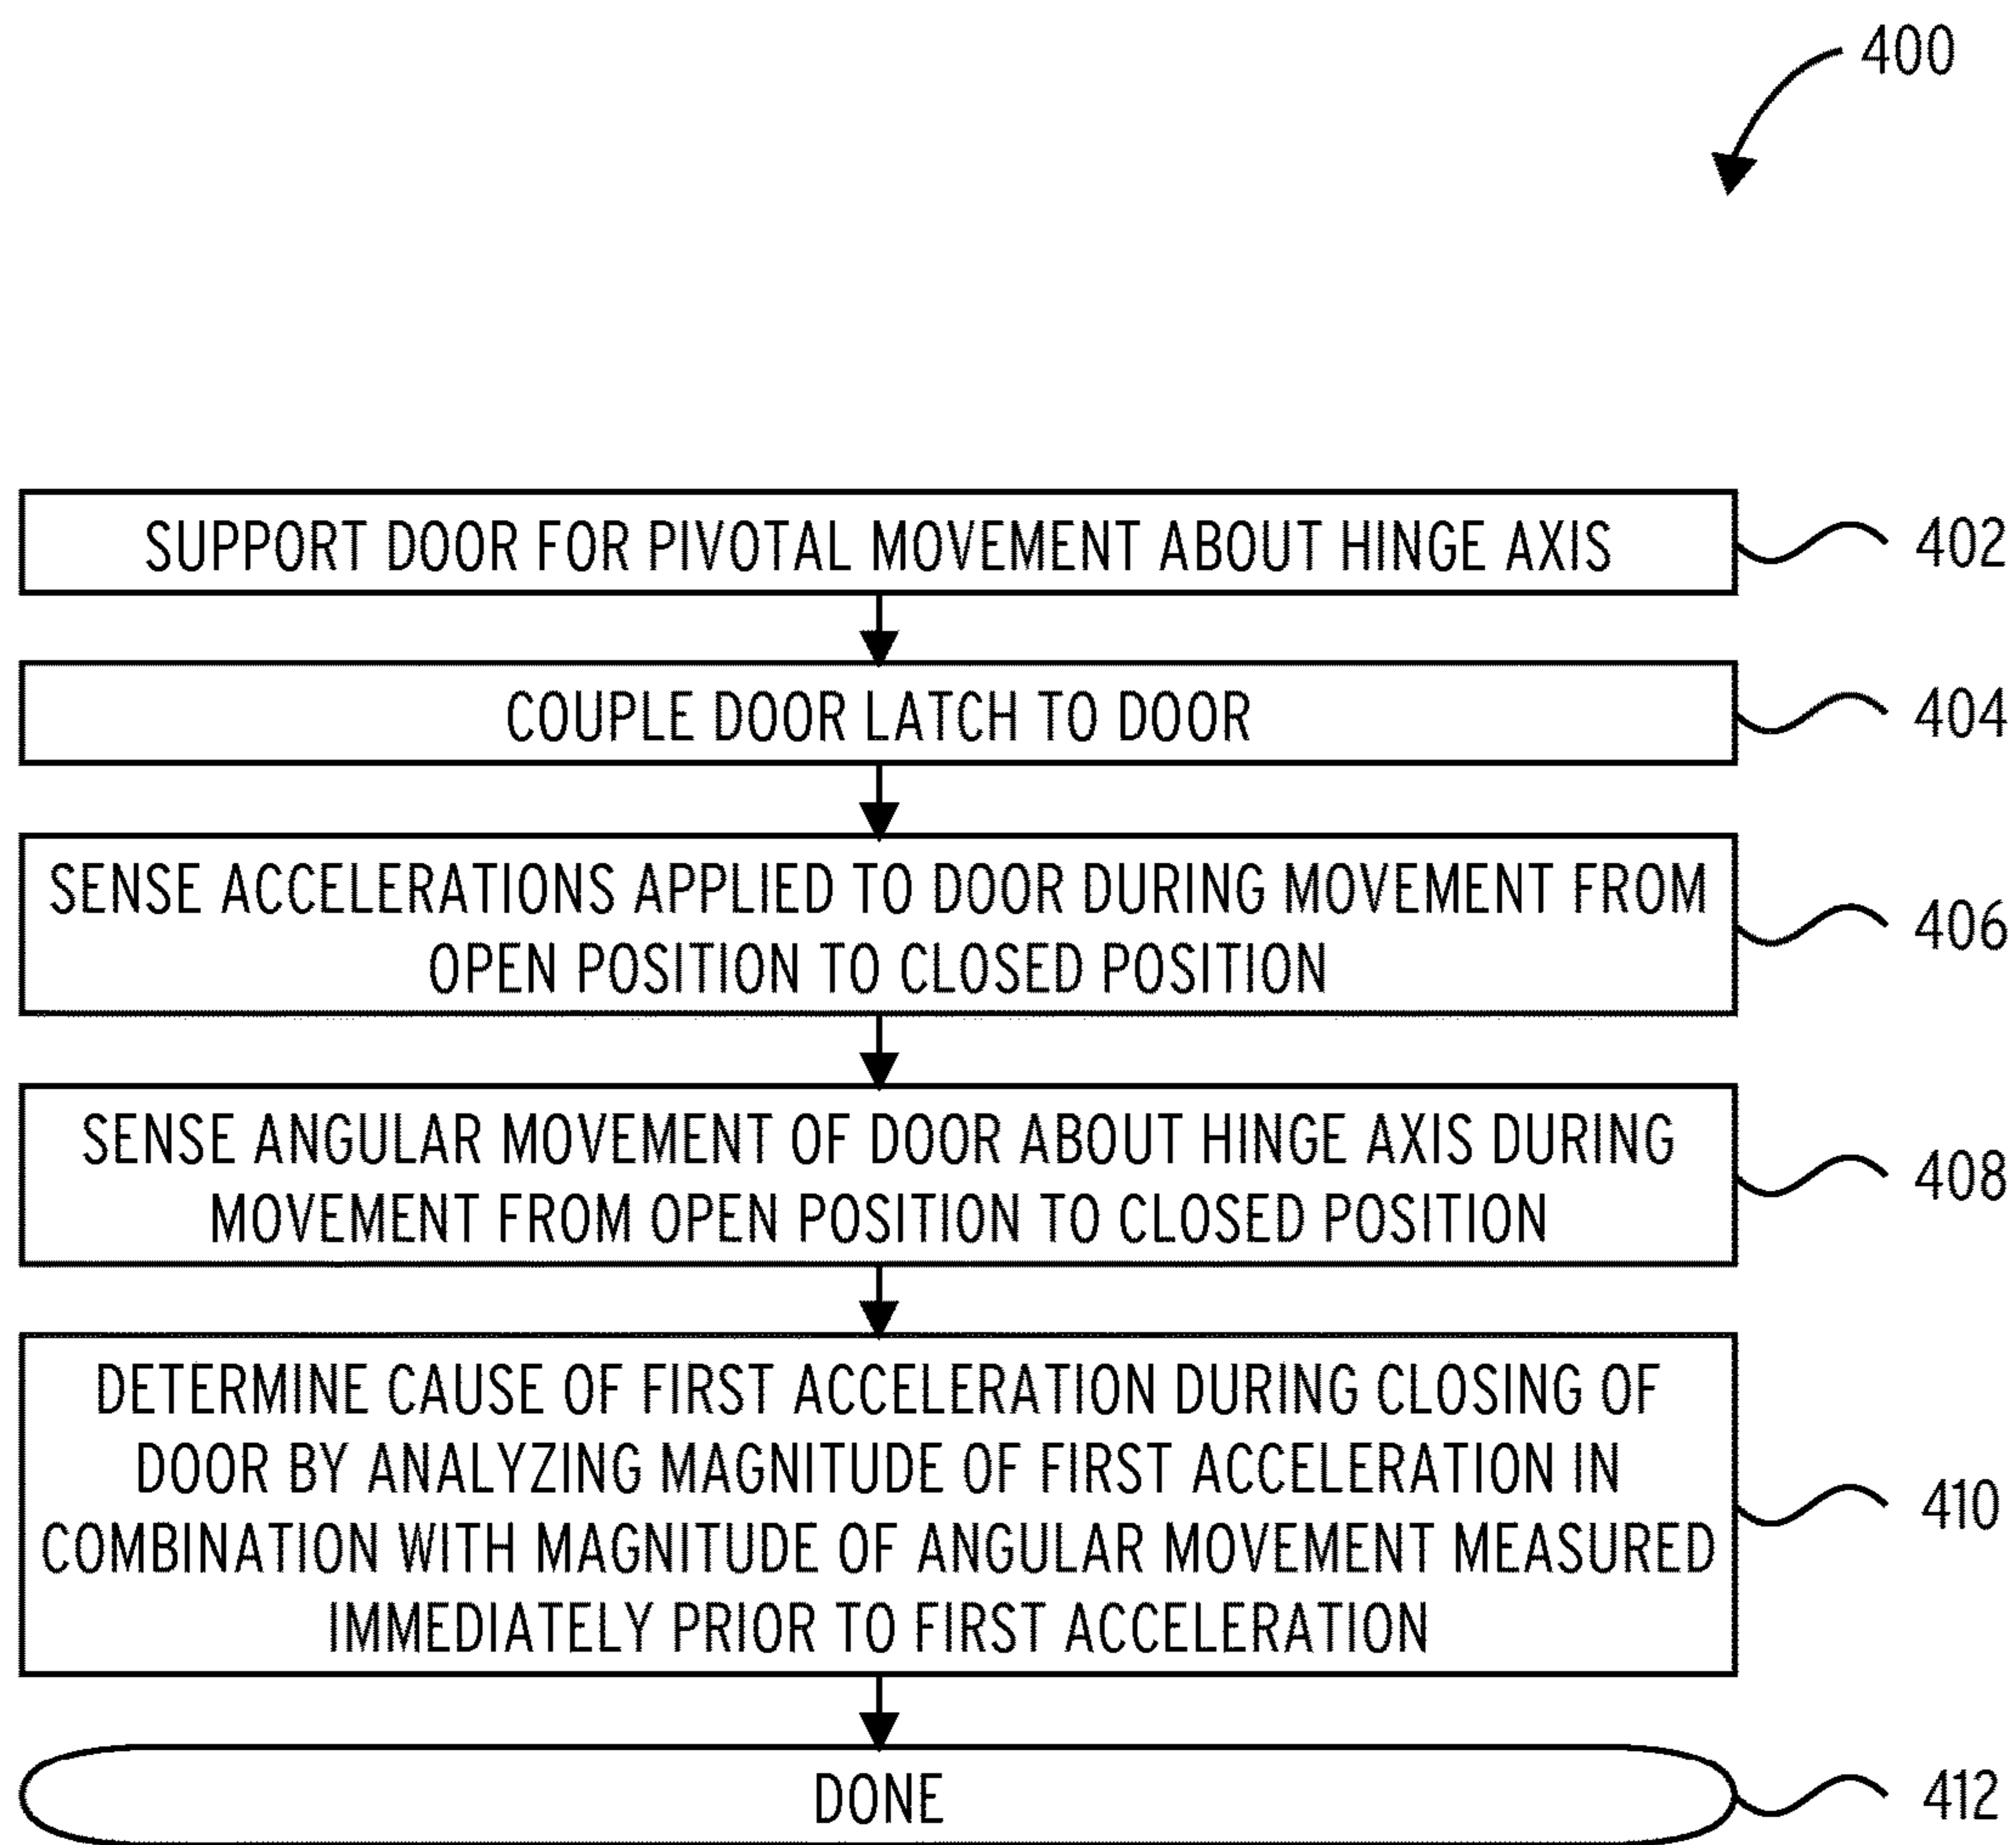 400
SUPPORT DOOR FOR PIVOTAL MOVEMENT ABOUT HINGE AXIS
402
COUPLE DOOR LATCH TO DOOR
404
SENSE ACCELERATIONS APPLIED TO DOOR DURING MOVEMENT FROM
OPEN POSITION TO CLOSED POSITION
406
SENSE ANGULAR MOVEMENT OF DOOR ABOUT HINGE AXIS DURING
MOVEMENT FROM OPEN POSITION TO CLOSED POSITION
408
DETERMINE CAUSE OF FIRST ACCELERATION DURING CLOSING OF
DOOR BY ANALYZING MAGNITUDE OF FIRST ACCELERATION IN
COMBINATION WITH MAGNITUDE OF ANGULAR MOVEMENT MEASURED
IMMEDIATELY PRIOR TO FIRST ACCELERATION
410
DONE
412